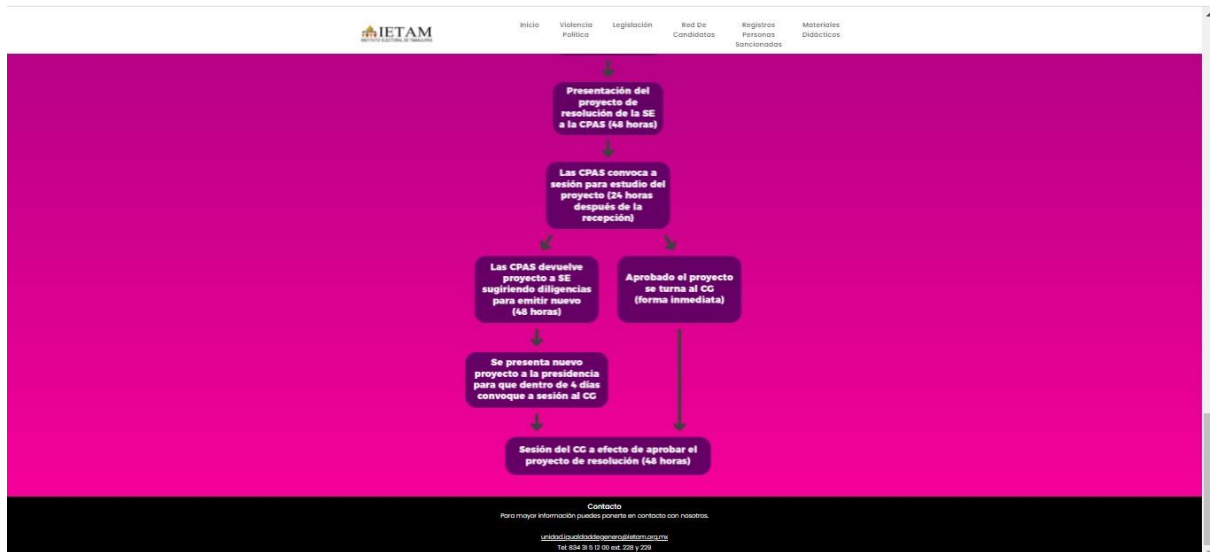 IETAM
INSTITUTO ELECTORAL DE TAMAULIPAS
Inicio
Violencia
Política
Legislación
Red De
Candidatas
Registros
Personas
Sancionadas
Materiales
Didácticos
Presentación del
proyecto de
resolución de la SE
a la CPAS (48 horas)
Las CPAS convoca a
sesión para estudio del
proyecto (24 horas
después de la
recepción)
Las CPAS devuelve
proyecto a SE
sugiriendo diligencias
para emitir nuevo
(48 horas)
Aprobado el proyecto
se turna al CG
(forma inmediata)
Se presenta nuevo
proyecto a la presidencia
para que dentro de 4 días
convoque a sesión al CG
Sesión del CG a efecto de aprobar el
proyecto de resolución (48 horas)
Contacto
Para mayor información puedes ponerte en contacto con nosotros.
unidad.igualdaddegenero@ietam.org.mx
Tel: 834 31 5 12 00 ext. 228 y 229